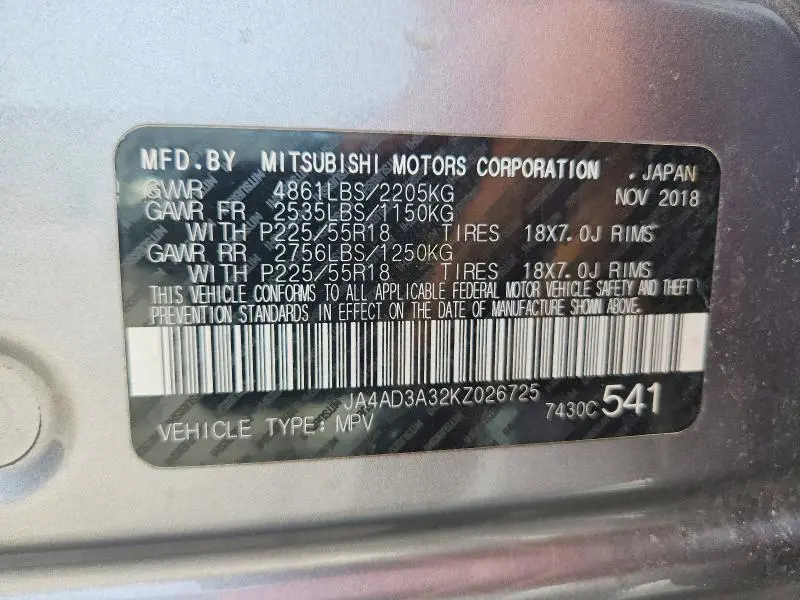 MFD.BY MITSUBISHI MOTORS CORPORATION . JAPAN
GWR 4861LBS/2205KG NOV 2018
GAWR FR 2535LBS/1150KG
WITH P225/55R18 TIRES 18X7.0J RIMS
GAWR RR 2756LBS/1250KG
WITH P225/55R18 TIRES 18X7.0J RIMS
THIS VEHICLE CONFORMS TO ALL APPLICABLE FEDERAL MOTOR VEHICLE SAFETY AND THEFT
PREVENTION STANDARDS IN EFFECT ON THE DATE OF MANUFACTURE SHOWN ABOVE.
JA4AD3A32KZ026725
7430C 541
VEHICLE TYPE: MPV